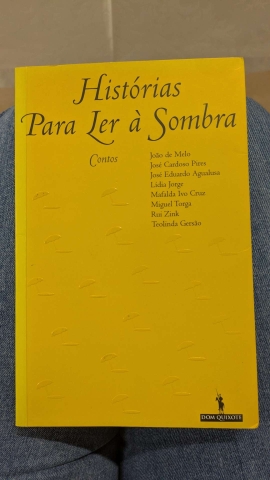 Histórias
Para Ler à Sombra
Contos
João de Melo
José Cardoso Pires
José Eduardo Agualusa
Lídia Jorge
Mafalda Ivo Cruz
Miguel Torga
Rui Zink
Teolinda Gersão
DOM QUIXOTE